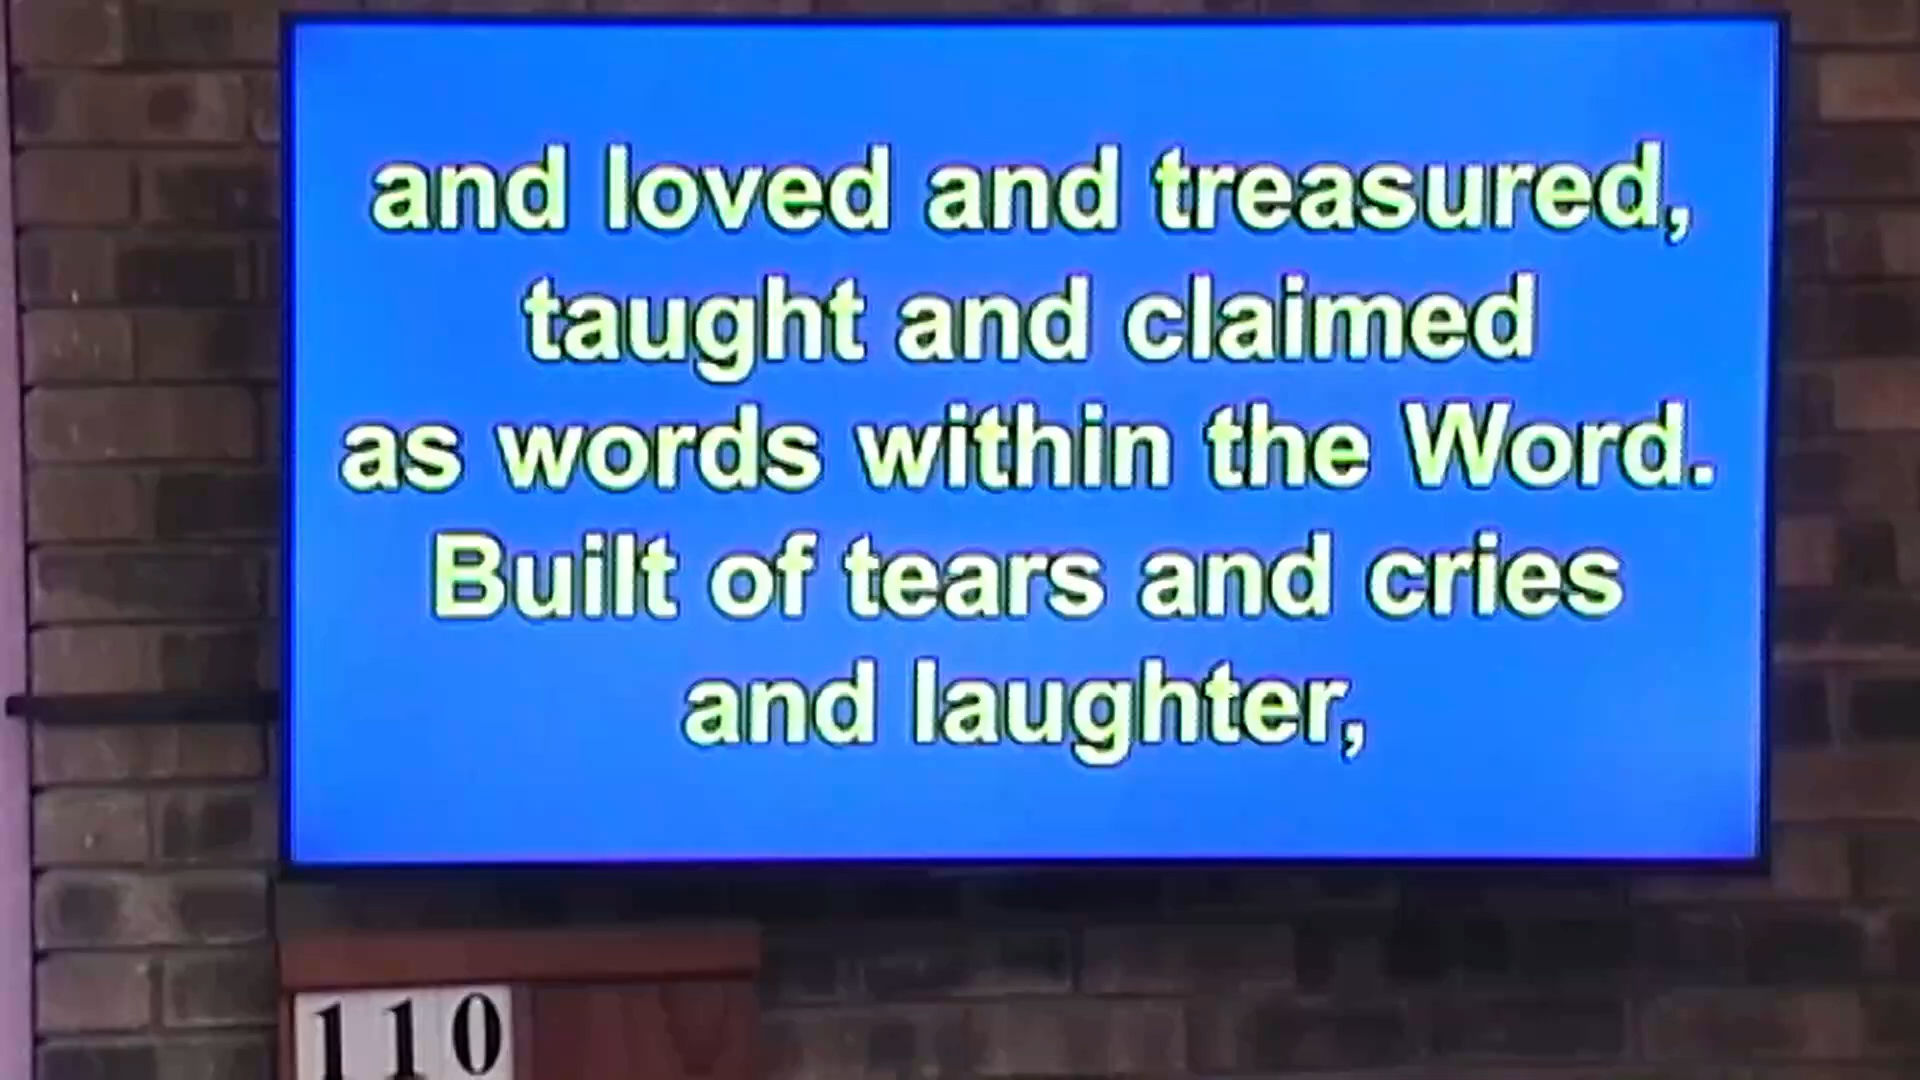 and loved and treasured,
taught and claimed
as words within the Word.
Built of tears and cries
and laughter,
110